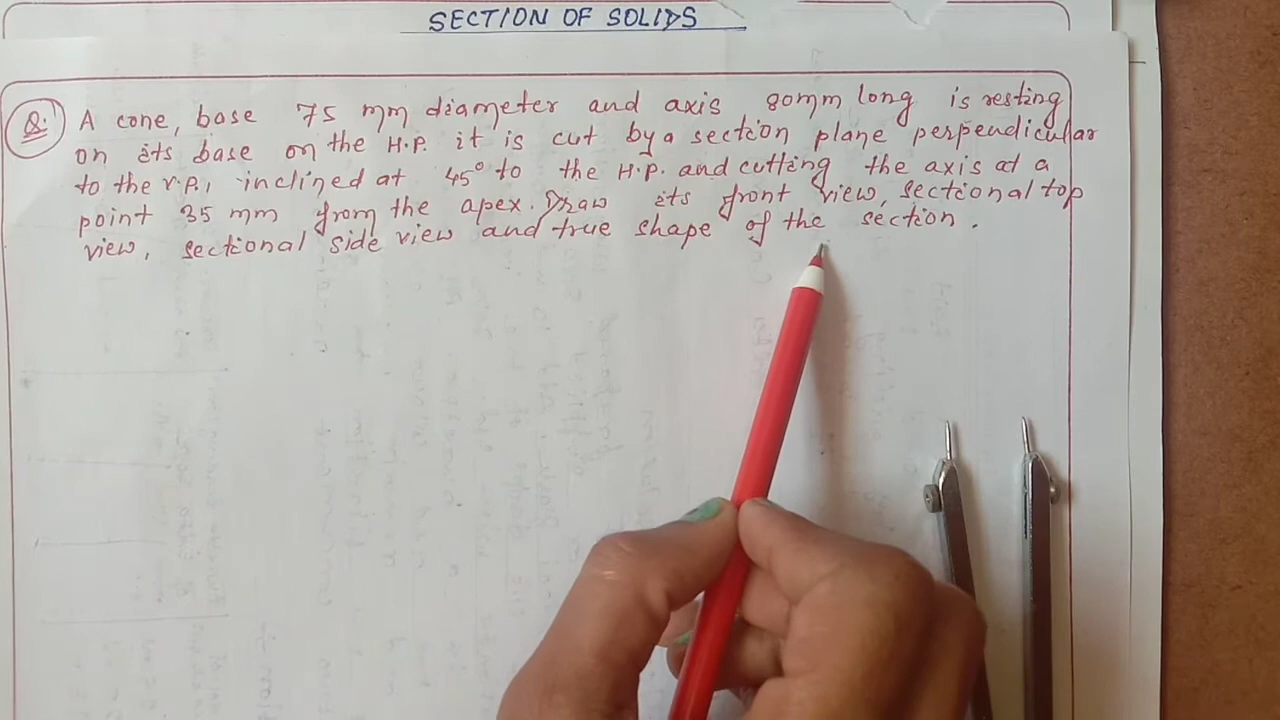 SECTION OF SOLIDS
Q. A cone, base 75 mm diameter and axis 80mm long is resting
on its base on the H.P. it is cut by a section plane perpendicular
to the V.P., inclined at 45° to the H.P. and cutting the axis at a
point 35 mm from the apex. Draw its front view, sectional top
view, sectional side view and true shape of the section.